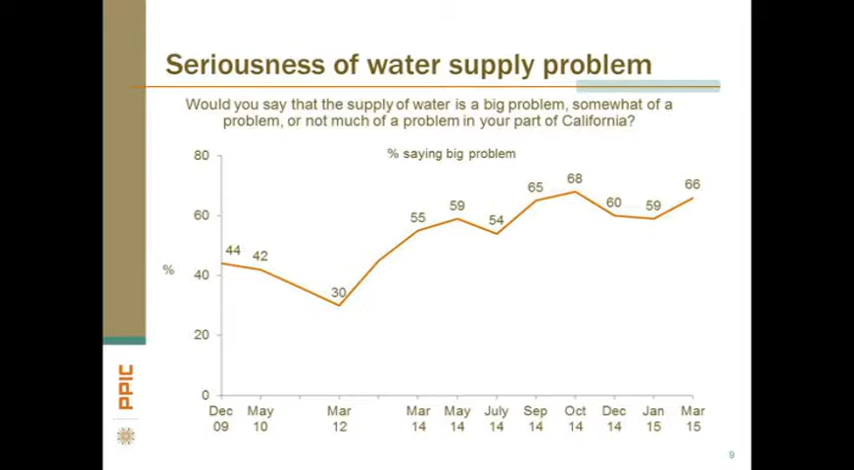 Seriousness of water supply problem
Would you say that the supply of water is a big problem, somewhat of a
problem, or not much of a problem in your part of California?
% saying big problem
80
60
40
20
0
%
44
42
30
55
59
54
65
68
60
59
66
Dec May Mar Mar May July Sep Oct Dec Jan Mar
09 10 12 14 14 14 14 14 14 15 15
PPIC
9